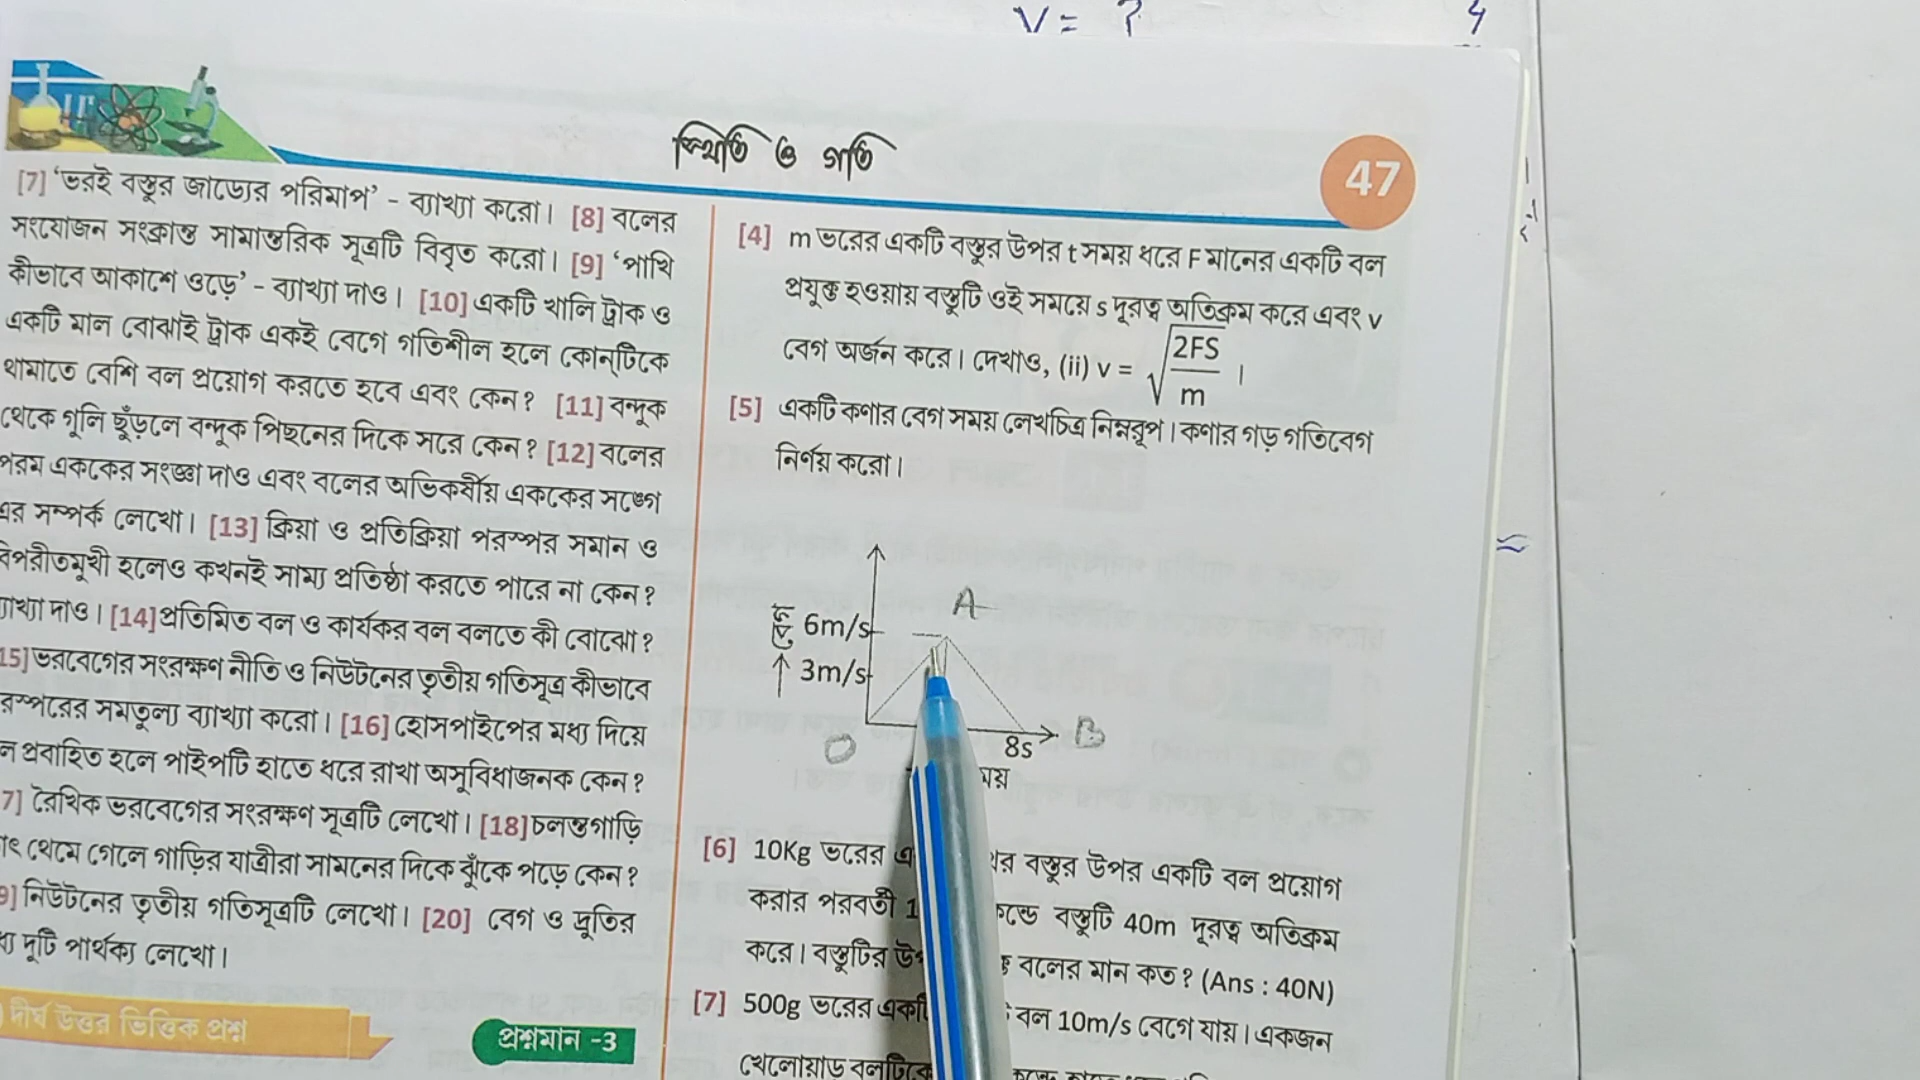 V = ?
4
স্থিতি ও গতি
47
[7] ‘ভরই বস্তুর জাড্যের পরিমাপ’ - ব্যাখ্যা করো। [8] বলের
সংযোজন সংক্রান্ত সামান্তরিক সূত্রটি বিবৃত করো। [9] ‘পাখি
কীভাবে আকাশে ওড়ে’ - ব্যাখ্যা দাও। [10] একটি খালি ট্রাক ও
একটি মাল বোঝাই ট্রাক একই বেগে গতিশীল হলে কোন্‌টিকে
থামাতে বেশি বল প্রয়োগ করতে হবে এবং কেন? [11] বন্দুক
থেকে গুলি ছুঁড়লে বন্দুক পিছনের দিকে সরে কেন? [12] বলের
পরম এককের সংজ্ঞা দাও এবং বলের অভিকর্ষীয় এককের সঙ্গে
এর সম্পর্ক লেখো। [13] ক্রিয়া ও প্রতিক্রিয়া পরস্পর সমান ও
বিপরীতমুখী হলেও কখনই সাম্য প্রতিষ্ঠা করতে পারে না কেন?
ব্যাখ্যা দাও। [14] প্রতিমিত বল ও কার্যকর বল বলতে কী বোঝো?
15] ভরবেগের সংরক্ষণ নীতি ও নিউটনের তৃতীয় গতিসূত্র কীভাবে
রস্পরের সমতুল্য ব্যাখ্যা করো। [16] হোসপাইপের মধ্য দিয়ে
ল প্রবাহিত হলে পাইপটি হাতে ধরে রাখা অসুবিধাজনক কেন?
7] রৈখিক ভরবেগের সংরক্ষণ সূত্রটি লেখো। [18] চলন্তগাড়ি
ৎ থেমে গেলে গাড়ির যাত্রীরা সামনের দিকে ঝুঁকে পড়ে কেন?
9] নিউটনের তৃতীয় গতিসূত্রটি লেখো। [20] বেগ ও দ্রুতির
ধ্য দুটি পার্থক্য লেখো।
দীর্ঘ উত্তর ভিত্তিক প্রশ্ন
প্রশ্নমান -3
[4] m ভরের একটি বস্তুর উপর t সময় ধরে F মানের একটি বল
প্রযুক্ত হওয়ায় বস্তুটি ওই সময়ে s দূরত্ব অতিক্রম করে এবং v
বেগ অর্জন করে। দেখাও, (ii) v = √(2FS/m) ।
[5] একটি কণার বেগ সময় লেখচিত্র নিম্নরূপ। কণার গড় গতিবেগ
নির্ণয় করো।
A
বেগ 6m/s
↑ 3m/s
O
8s
B
ময়
[6] 10Kg ভরের এ র বস্তুর উপর একটি বল প্রয়োগ
করার পরবর্তী 1 কেন্ডে বস্তুটি 40m দূরত্ব অতিক্রম
করে। বস্তুটির উ বলের মান কত? (Ans : 40N)
[7] 500g ভরের একটি বল 10m/s বেগে যায়। একজন
খেলোয়াড় বলটিকে